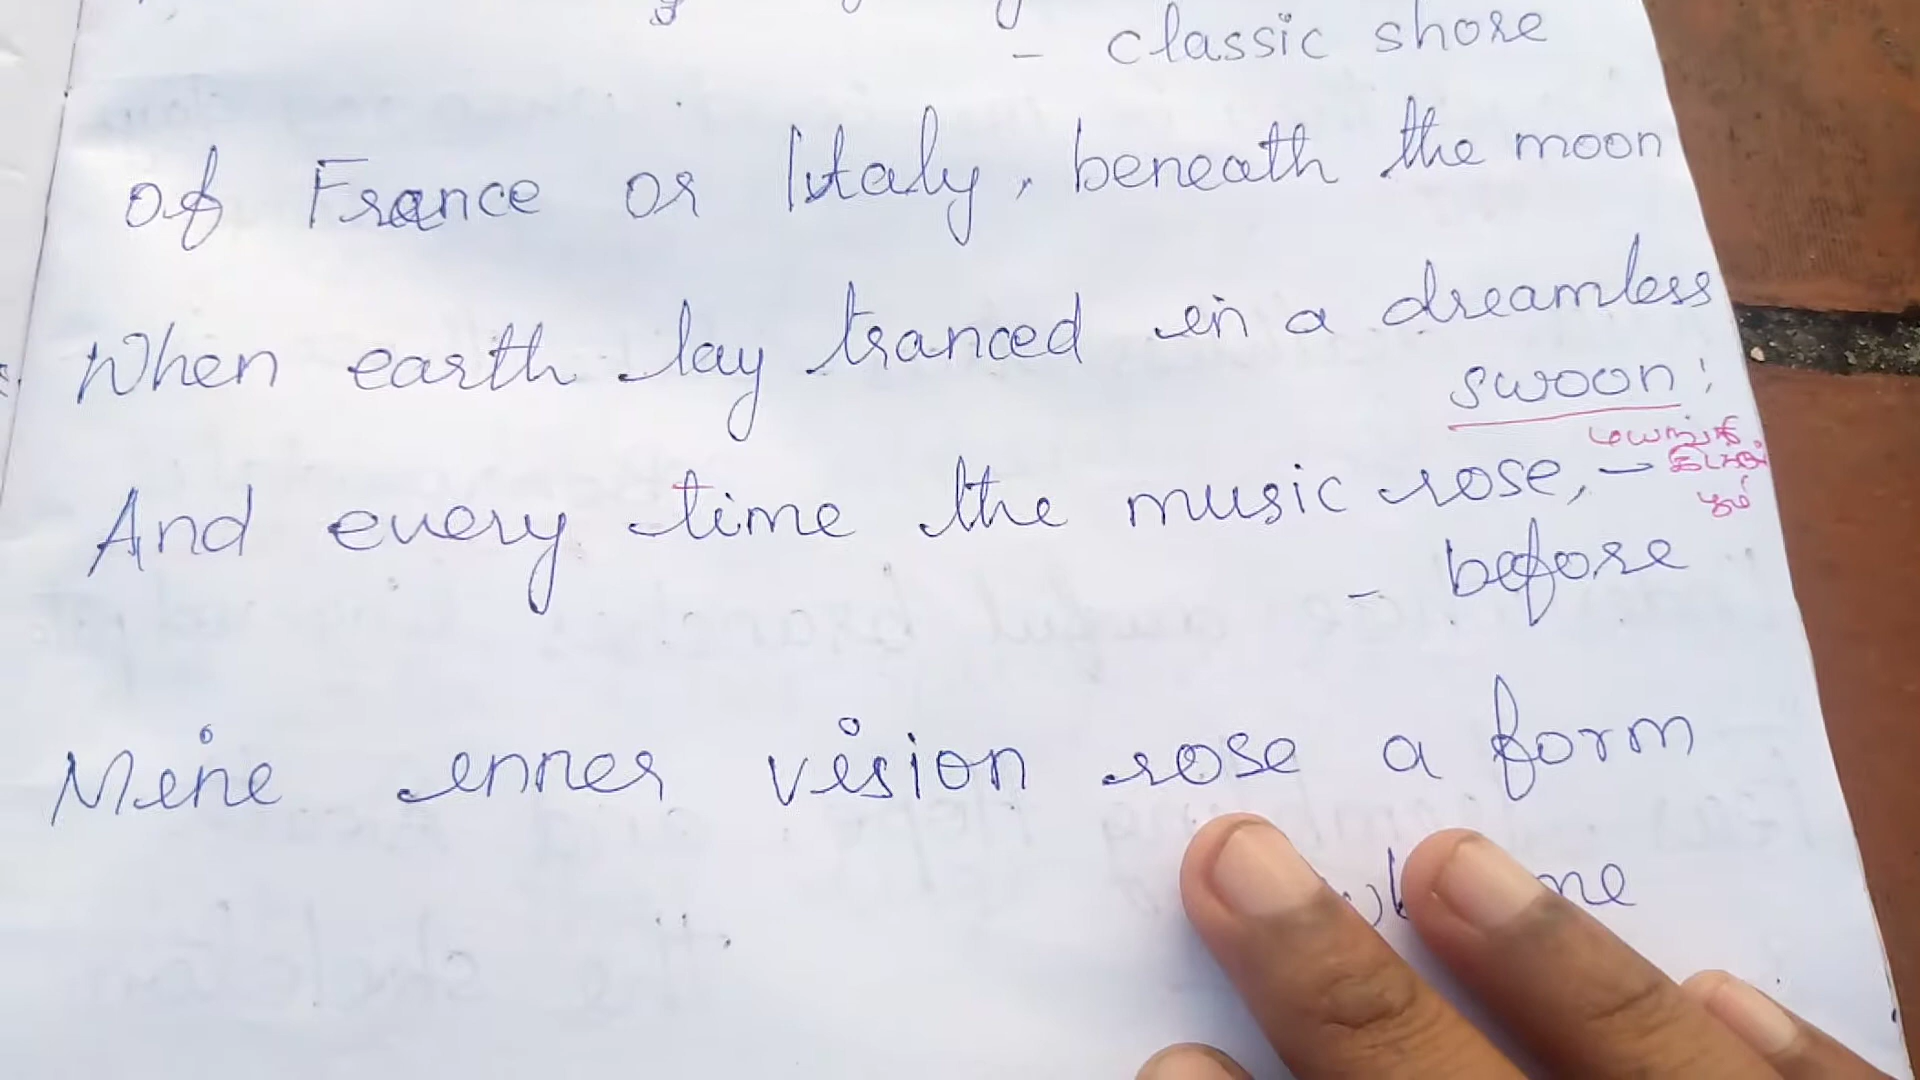 - classic shore
of France or Italy, beneath the moon
When earth lay tranced in a dreamless
swoon!
மயங்கி
And every time the music rose, -
- before
Mine inner vision rose a form